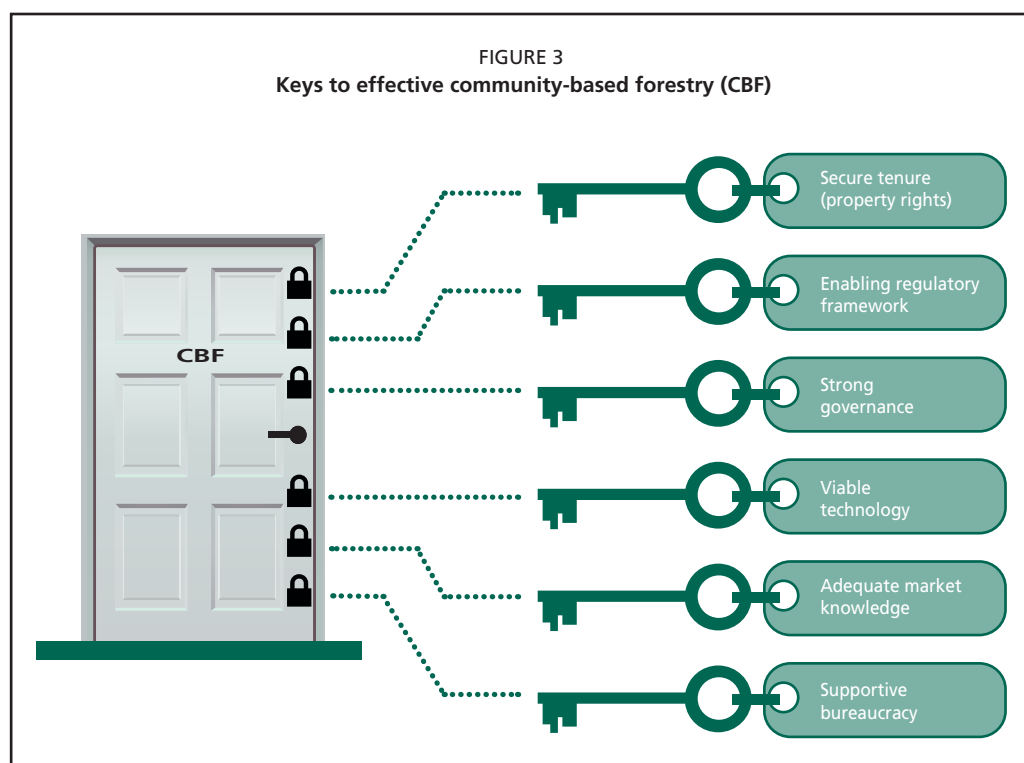 FIGURE 3
Keys to effective community-based forestry (CBF)
CBF
Secure tenure
(property rights)
Enabling regulatory
framework
Strong
governance
Viable
technology
Adequate market
knowledge
Supportive
bureaucracy